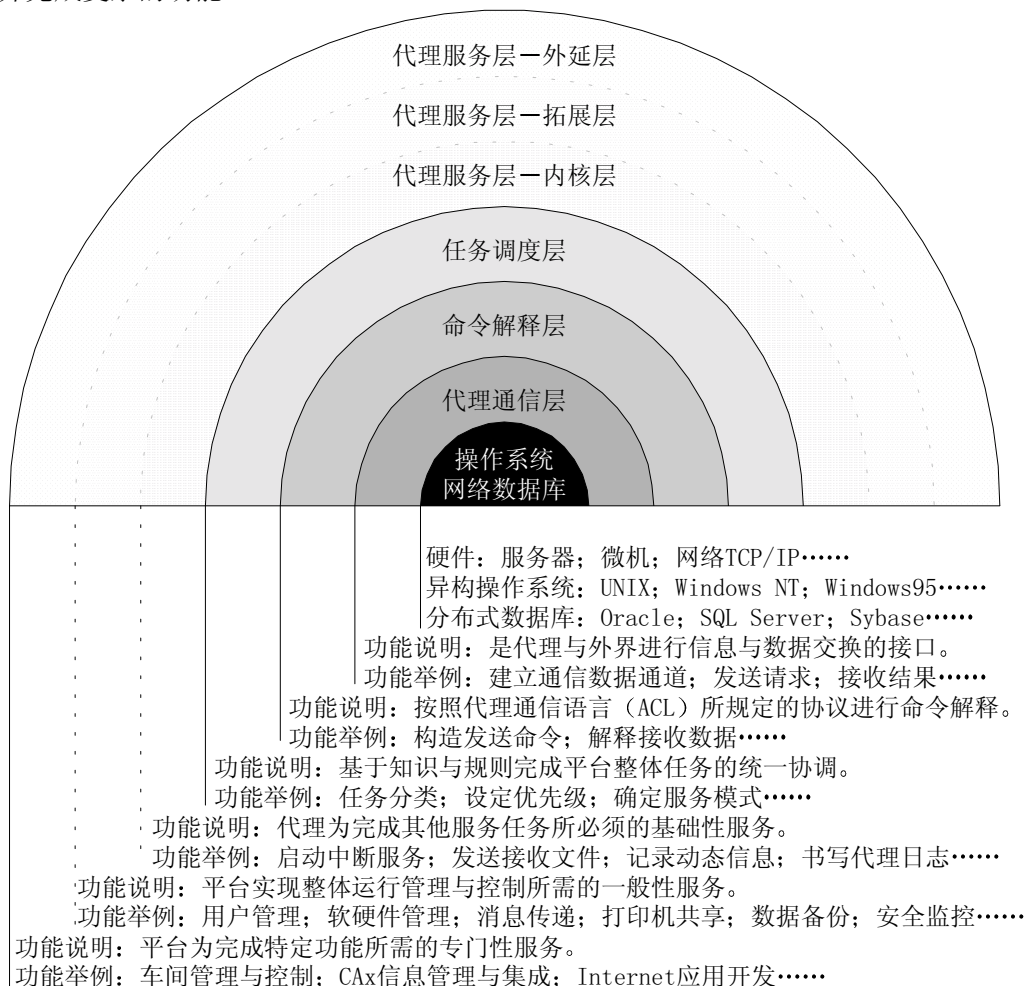 代理服务层－外延层
代理服务层－拓展层
代理服务层－内核层
任务调度层
命令解释层
代理通信层
操作系统
网络数据库
硬件：服务器；微机；网络TCP/IP……
异构操作系统：UNIX；Windows NT；Windows95……
分布式数据库：Oracle；SQL Server；Sybase……
功能说明：是代理与外界进行信息与数据交换的接口。
功能举例：建立通信数据通道；发送请求；接收结果……
功能说明：按照代理通信语言（ACL）所规定的协议进行命令解释。
功能举例：构造发送命令；解释接收数据……
功能说明：基于知识与规则完成平台整体任务的统一协调。
功能举例：任务分类；设定优先级；确定服务模式……
功能说明：代理为完成其他服务任务所必须的基础性服务。
功能举例：启动中断服务；发送接收文件；记录动态信息；书写代理日志……
功能说明：平台实现整体运行管理与控制所需的一般性服务。
功能举例：用户管理；软硬件管理；消息传递；打印机共享；数据备份；安全监控……
功能说明：平台为完成特定功能所需的专门性服务。
功能举例：车间管理与控制；CAx信息管理与集成；Internet应用开发……